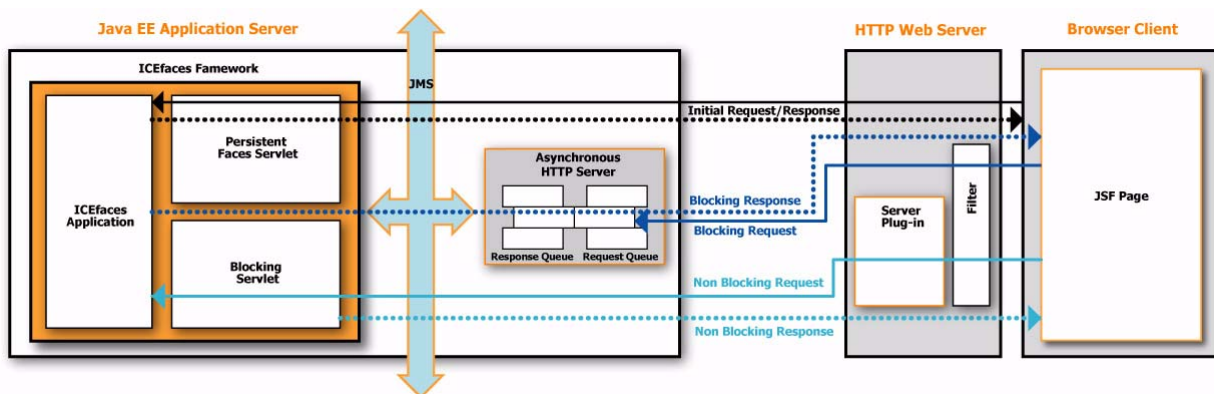 Java EE Application Server
HTTP Web Server
Browser Client
ICEfaces Famework
JMS
Initial Request/Response
Persistent
Faces Servlet
Asynchronous
HTTP Server
ICEfaces
Application
Blocking Response
Blocking Request
Server
Plug-in
Filter
JSF Page
Response Queue
Request Queue
Blocking
Servlet
Non Blocking Request
Non Blocking Response